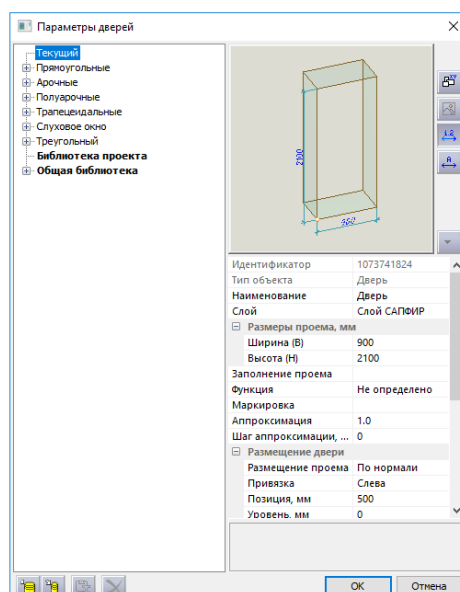 Параметры дверей
Текущий
Прямоугольные
Арочные
Полуарочные
Трапецеидальные
Слуховое окно
Треугольный
Библиотека проекта
Общая библиотека
2100
900
1.2
A
Идентификатор 1073741824
Тип объекта Дверь
Наименование Дверь
Слой Слой САПФИР
Размеры проема, мм
Ширина (B) 900
Высота (H) 2100
Заполнение проема
Функция Не определено
Маркировка
Аппроксимация 1.0
Шаг аппроксимации, ... 0
Размещение двери
Размещение проема По нормали
Привязка Слева
Позиция, мм 500
Уровень, мм 0
OK Отмена